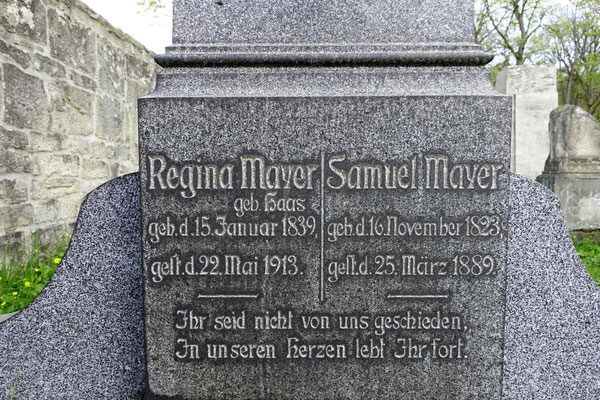 Regina Mayer
geb. Haas
geb. d. 15. Januar 1839,
gest. d. 22. Mai 1913.
Samuel Mayer
geb. d. 16. November 1823,
gest. d. 25. März 1889.
Ihr seid nicht von uns geschieden,
In unseren Herzen lebt Ihr fort.